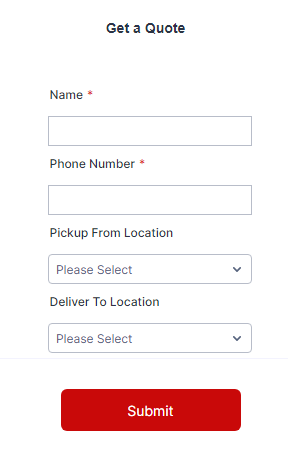 Get a Quote
Name *
Phone Number *
Pickup From Location
Please Select
Deliver To Location
Please Select
Submit